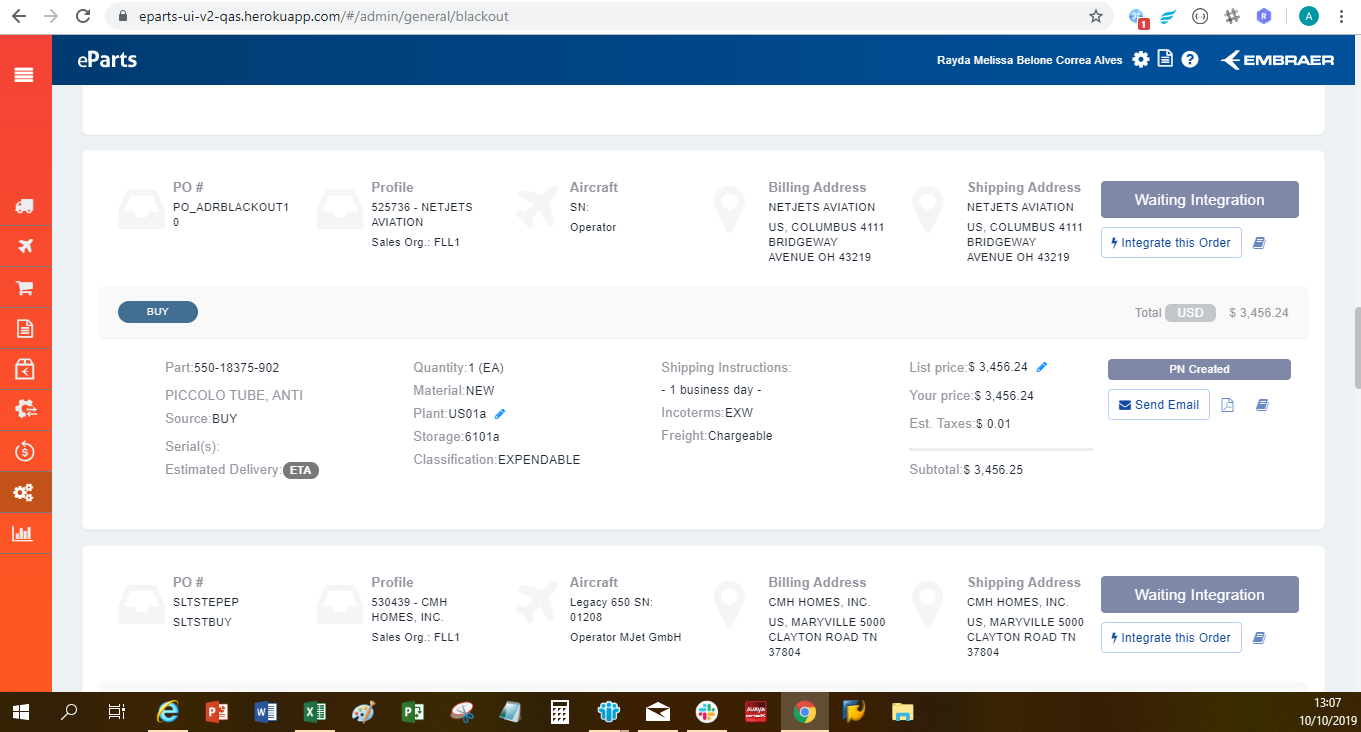 eparts-ui-v2-qas.herokuapp.com/#/admin/general/blackout
1
R
A
eParts
Rayda Melissa Belone Correa Alves
EMBRAER
PO #
PO_ADRBLACKOUT1
0
Profile
525736 - NETJETS
AVIATION
Sales Org.: FLL1
Aircraft
SN:
Operator
Billing Address
NETJETS AVIATION
US, COLUMBUS 4111
BRIDGEWAY
AVENUE OH 43219
Shipping Address
NETJETS AVIATION
US, COLUMBUS 4111
BRIDGEWAY
AVENUE OH 43219
Waiting Integration
Integrate this Order
BUY
Total USD $ 3,456.24
Part:550-18375-902
PICCOLO TUBE, ANTI
Source:BUY
Serial(s):
Estimated Delivery: ETA
Quantity:1 (EA)
Material:NEW
Plant:US01a
Storage:6101a
Classification:EXPENDABLE
Shipping Instructions:
- 1 business day -
Incoterms:EXW
Freight:Chargeable
List price:$ 3,456.24
Your price:$ 3,456.24
Est. Taxes:$ 0.01
Subtotal:$ 3,456.25
PN Created
Send Email
PO #
SLTSTEPEP
SLTSTBUY
Profile
530439 - CMH
HOMES, INC.
Sales Org.: FLL1
Aircraft
Legacy 650 SN:
01208
Operator MJet GmbH
Billing Address
CMH HOMES, INC.
US, MARYVILLE 5000
CLAYTON ROAD TN
37804
Shipping Address
CMH HOMES, INC.
US, MARYVILLE 5000
CLAYTON ROAD TN
37804
Waiting Integration
Integrate this Order
AVAYA
13:07
10/10/2019